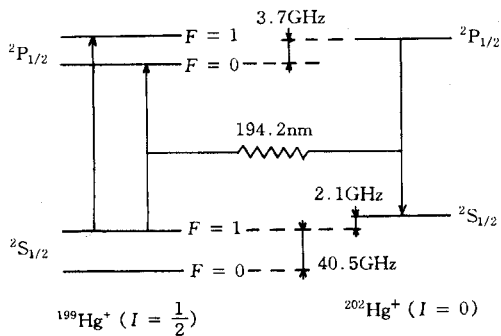 3.7GHz
²P₁/₂ F = 1 ²P₁/₂
F = 0
194.2nm
2.1GHz
F = 1 ²S₁/₂
²S₁/₂
F = 0 40.5GHz
¹⁹⁹Hg⁺ ( I = 1/2 ) ²⁰²Hg⁺ ( I = 0 )